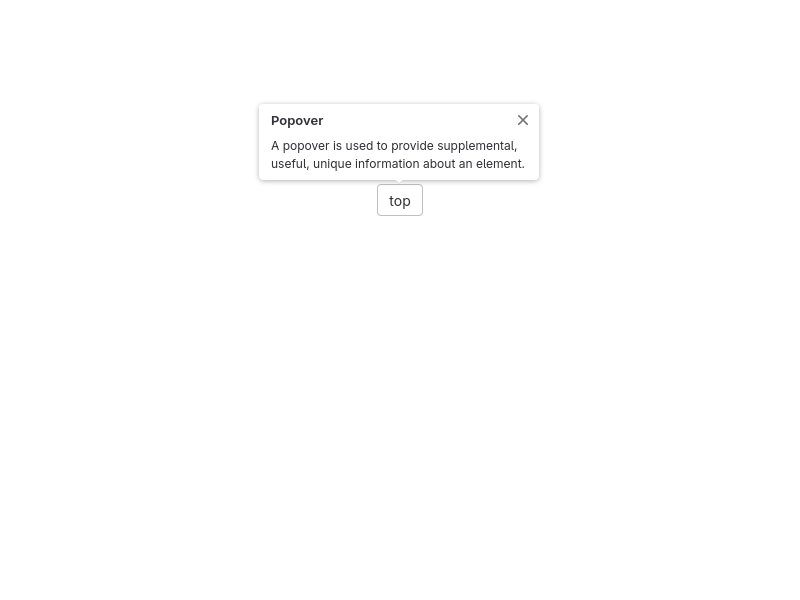 Popover
A popover is used to provide supplemental,
useful, unique information about an element.
top